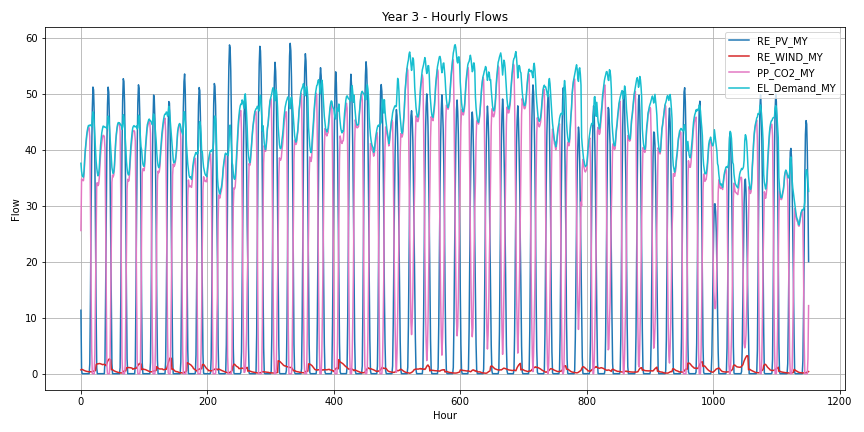 Year 3 - Hourly Flows
RE_PV_MY
RE_WIND_MY
PP_CO2_MY
EL_Demand_MY
60
50
40
30
20
10
0
Flow
0 200 400 600 800 1000 1200
Hour